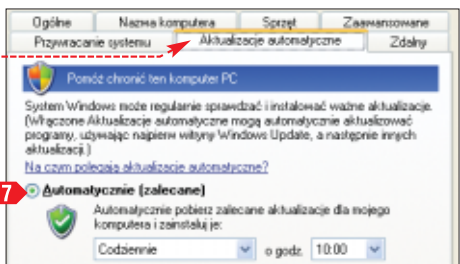 Ogólne Nazwa komputera Sprzęt Zaawansowane
Przywracanie systemu Aktualizacje automatyczne Zdalny
Pomóż chronić ten komputer PC
System Windows może regularnie sprawdzać i instalować ważne aktualizacje.
(Włączone Aktualizacje automatyczne mogą automatycznie aktualizować
programy, używając najpierw witryny Windows Update, a następnie innych
aktualizacji.)
Na czym polegają aktualizacje automatyczne?
7 Automatycznie (zalecane)
Automatycznie pobierz zalecane aktualizacje dla mojego
komputera i zainstaluj je:
Codziennie o godz. 10:00